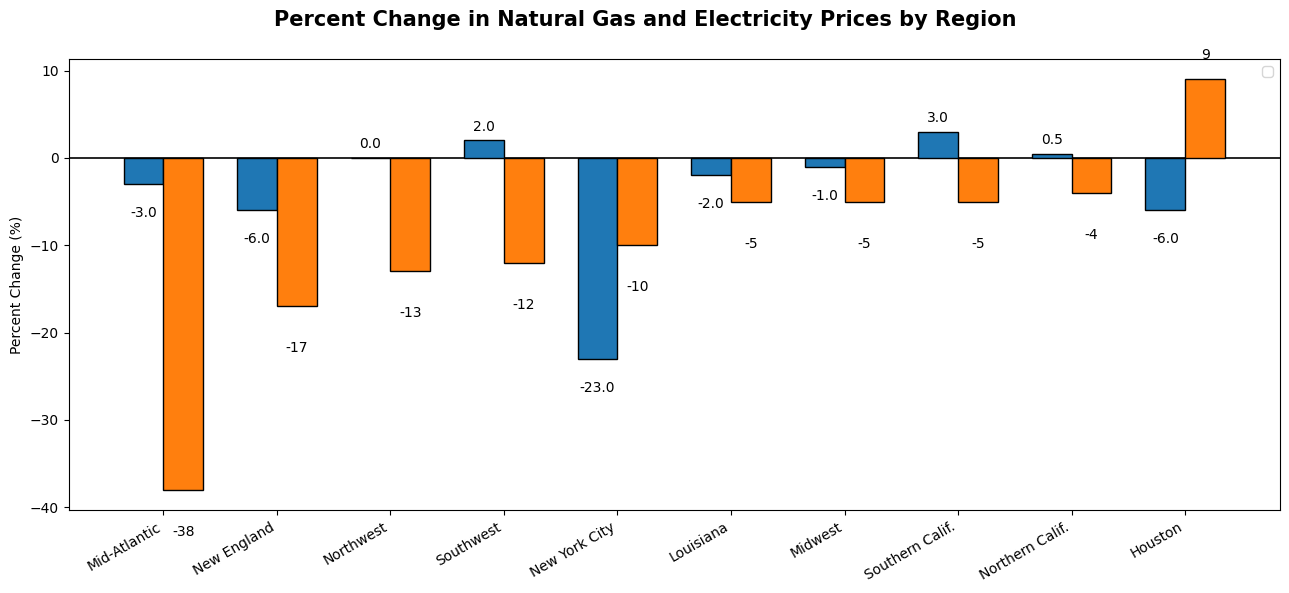 Percent Change in Natural Gas and Electricity Prices by Region
Percent Change (%)
10
0
−10
−20
−30
−40
-3.0
-6.0
0.0
2.0
-23.0
-2.0
-1.0
3.0
0.5
-6.0
-38
-17
-13
-12
-10
-5
-5
-5
-4
9
Mid-Atlantic
New England
Northwest
Southwest
New York City
Louisiana
Midwest
Southern Calif.
Northern Calif.
Houston